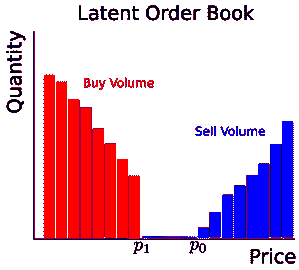 Latent Order Book
Quantity
Buy Volume
Sell Volume
p₁ p₀
Price